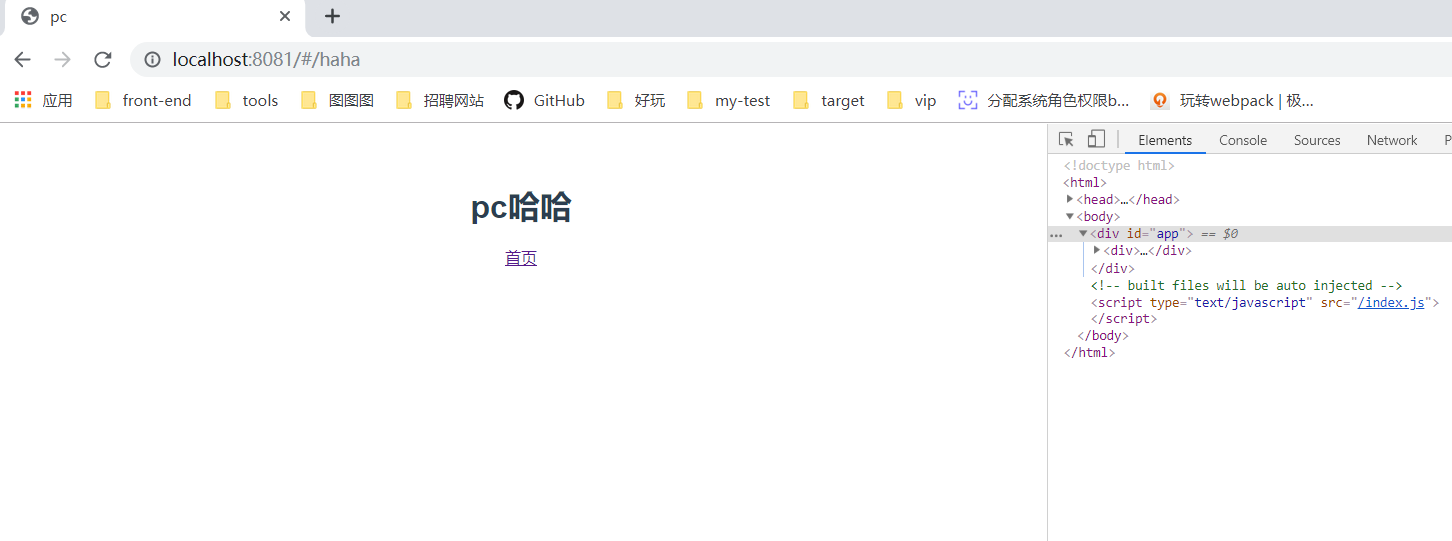 pc
localhost:8081/#/haha
应用 front-end tools 图图图 招聘网站 GitHub 好玩 my-test target vip 分配系统角色权限b... 玩转webpack | 极...
Elements Console Sources Network P
<!doctype html>
<html>
<head>…</head>
<body>
<div id="app"> == $0
<div>…</div>
</div>
<!-- built files will be auto injected -->
<script type="text/javascript" src="/index.js">
</script>
</body>
</html>
pc哈哈
首页